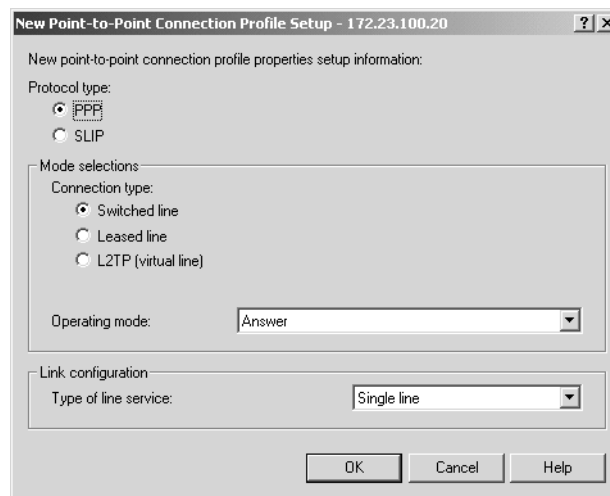 New Point-to-Point Connection Profile Setup - 172.23.100.20
New point-to-point connection profile properties setup information:
Protocol type:
PPP
SLIP
Mode selections
Connection type:
Switched line
Leased line
L2TP (virtual line)
Operating mode: Answer
Link configuration
Type of line service: Single line
OK Cancel Help